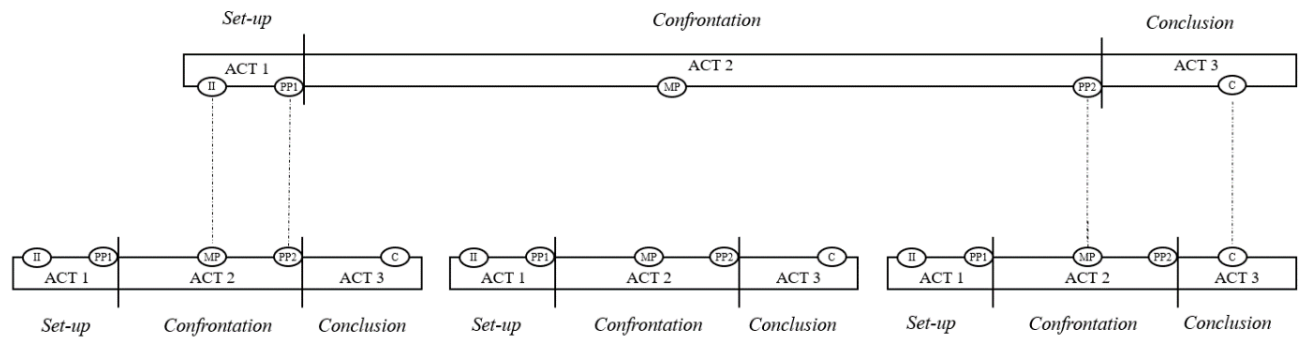 Set-up Confrontation Conclusion
ACT 1 ACT 2 ACT 3
II PP1 MP PP2 C
II PP1 MP PP2 C II PP1 MP PP2 C II PP1 MP PP2 C
ACT 1 ACT 2 ACT 3 ACT 1 ACT 2 ACT 3 ACT 1 ACT 2 ACT 3
Set-up Confrontation Conclusion Set-up Confrontation Conclusion Set-up Confrontation Conclusion